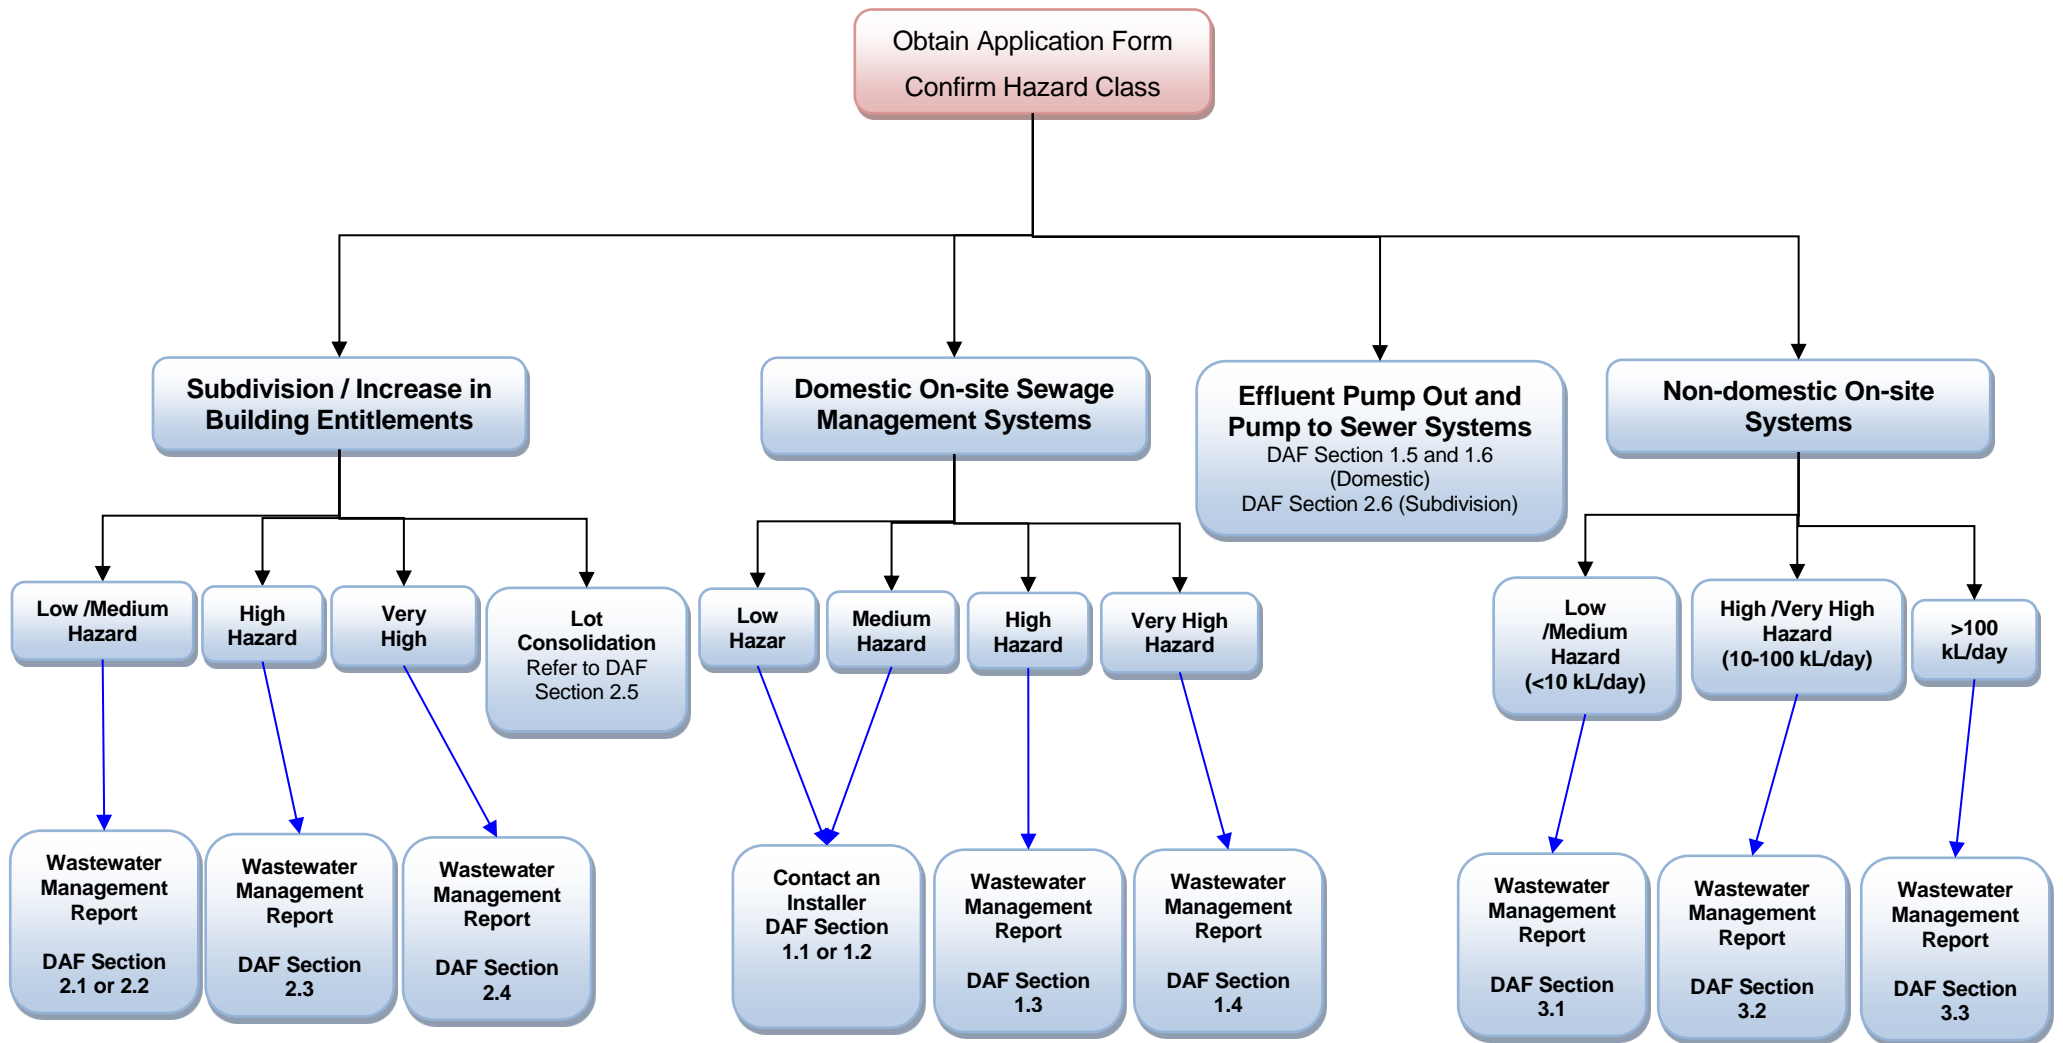 Obtain Application Form
Confirm Hazard Class
Subdivision / Increase in
Building Entitlements
Domestic On-site Sewage
Management Systems
Effluent Pump Out and
Pump to Sewer Systems
DAF Section 1.5 and 1.6
(Domestic)
DAF Section 2.6 (Subdivision)
Non-domestic On-site
Systems
Low /Medium
Hazard
High
Hazard
Very
High
Lot
Consolidation
Refer to DAF
Section 2.5
Low
Hazar
Medium
Hazard
High
Hazard
Very High
Hazard
Low
/Medium
Hazard
(<10 kL/day)
High /Very High
Hazard
(10-100 kL/day)
>100
kL/day
Wastewater
Management
Report
DAF Section
2.1 or 2.2
Wastewater
Management
Report
DAF Section
2.3
Wastewater
Management
Report
DAF Section
2.4
Contact an
Installer
DAF Section
1.1 or 1.2
Wastewater
Management
Report
DAF Section
1.3
Wastewater
Management
Report
DAF Section
1.4
Wastewater
Management
Report
DAF Section
3.1
Wastewater
Management
Report
DAF Section
3.2
Wastewater
Management
Report
DAF Section
3.3